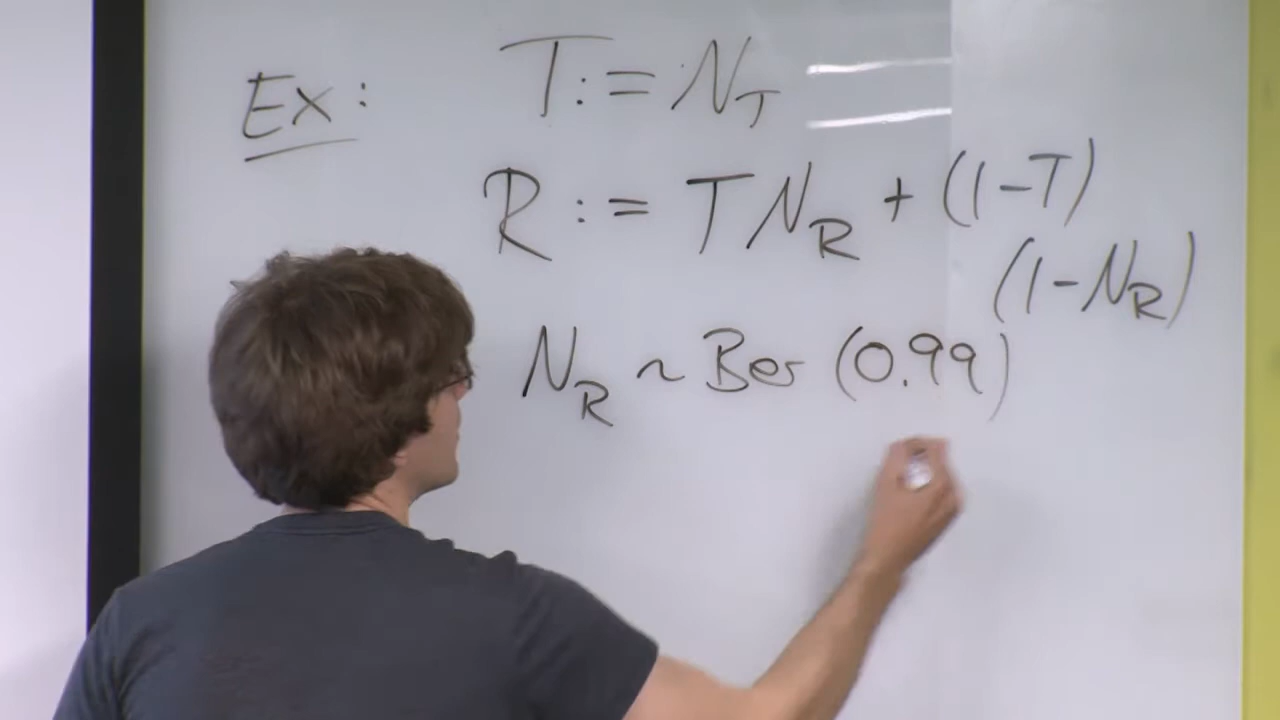 Ex: T := N_T
R := T N_R + (1-T)
(1-N_R)
N_R ~ Ber (0.99)